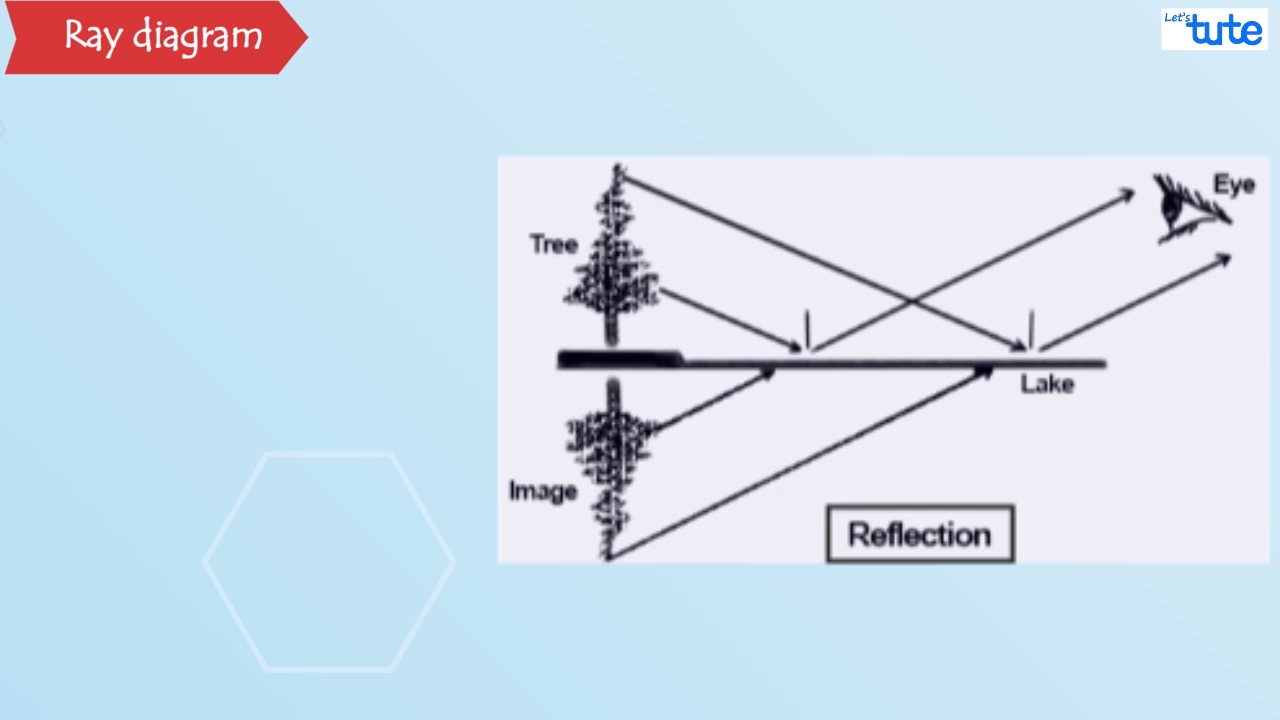 Ray diagram
Let's
tute
Eye
Tree
Lake
Image
Reflection